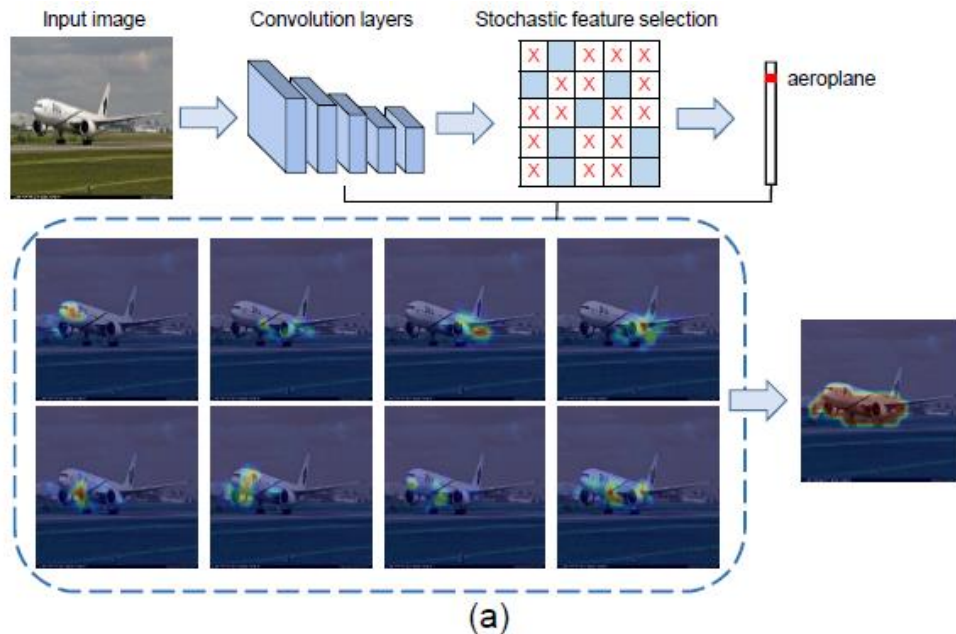 Input image
Convolution layers
Stochastic feature selection
X X X X
X X X
X X X X
X X X
X X X
aeroplane
(a)